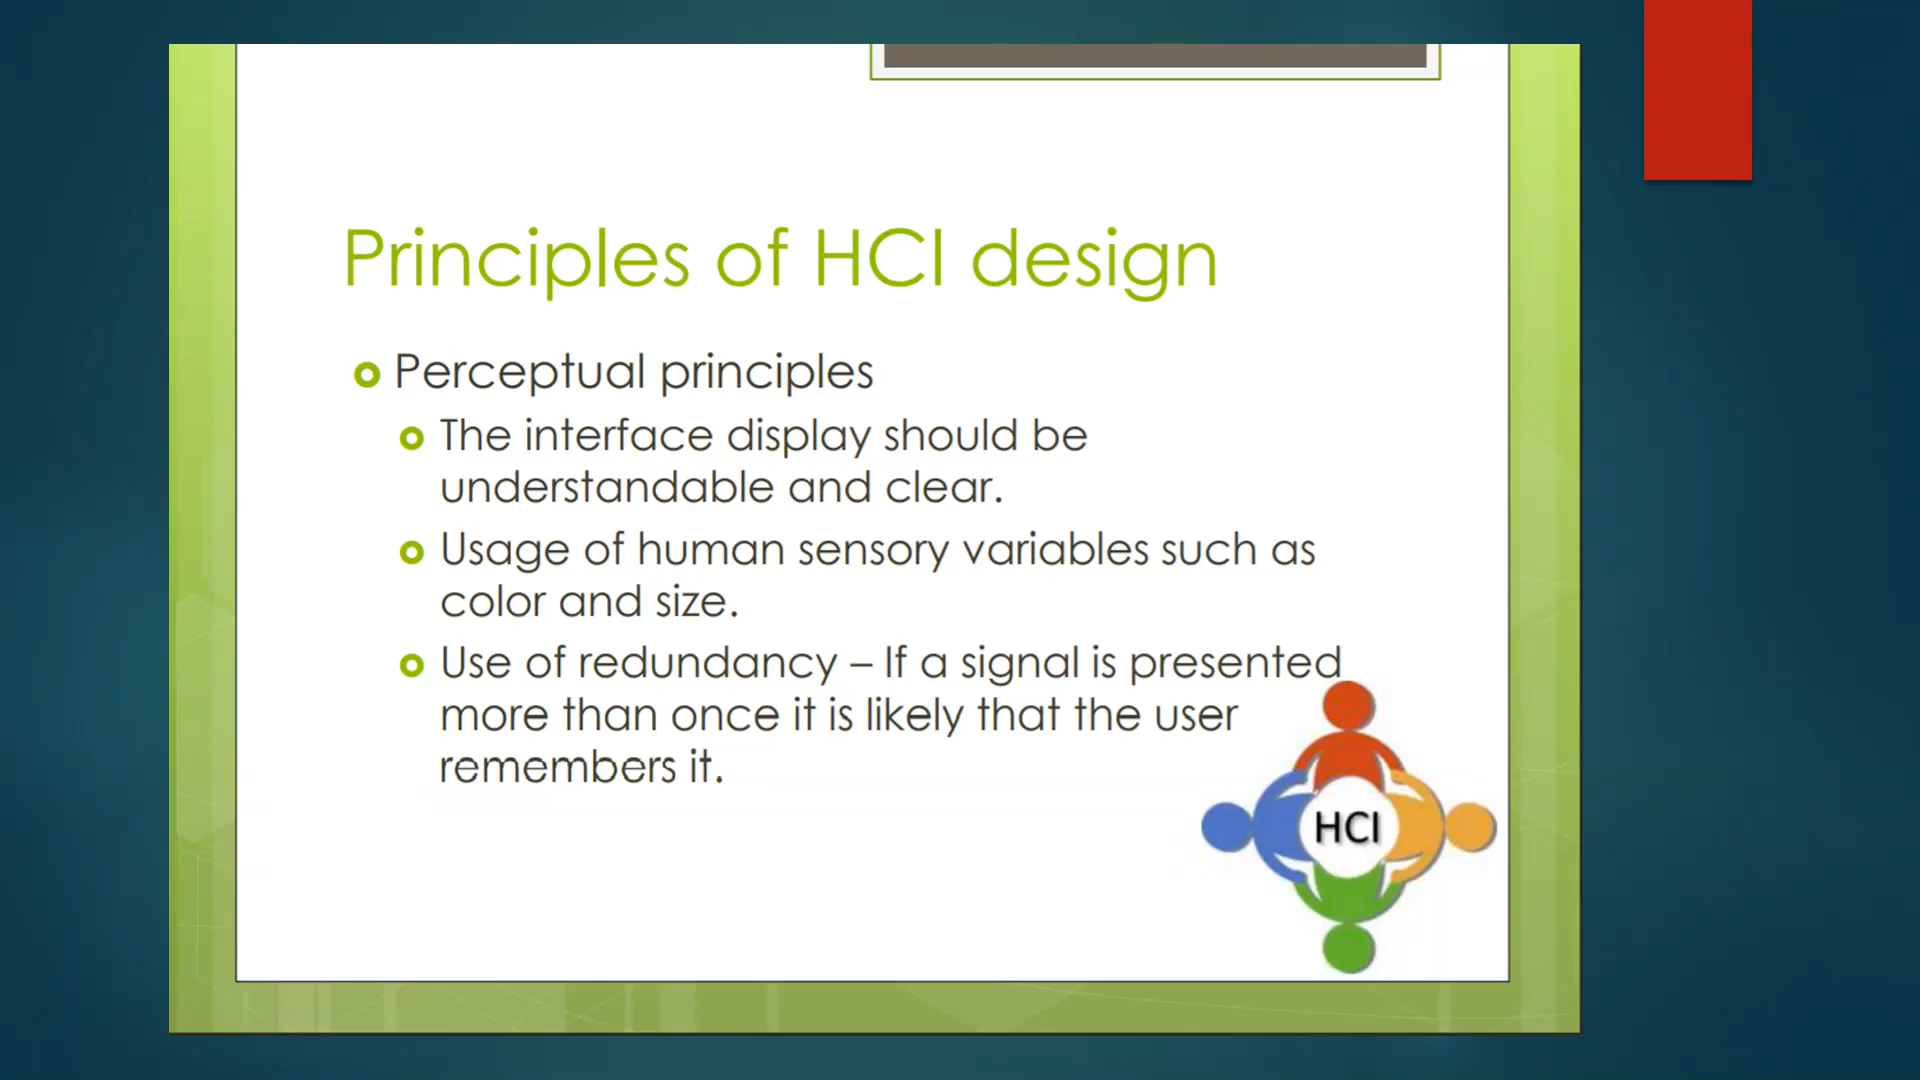 Principles of HCI design
Perceptual principles
The interface display should be
understandable and clear.
Usage of human sensory variables such as
color and size.
Use of redundancy – If a signal is presented
more than once it is likely that the user
remembers it.
HCI